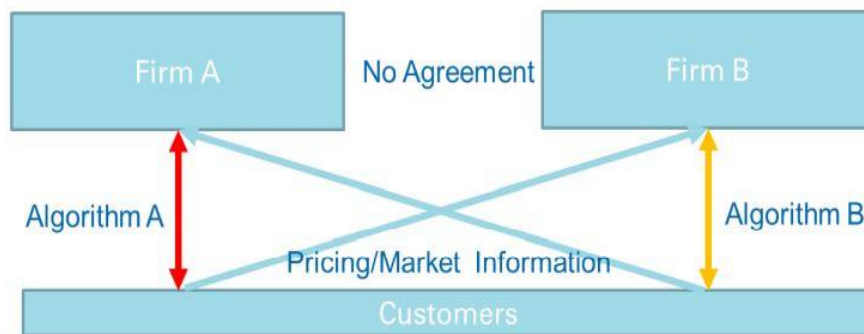 Firm A
No Agreement
Firm B
Algorithm A
Algorithm B
Pricing/Market Information
Customers